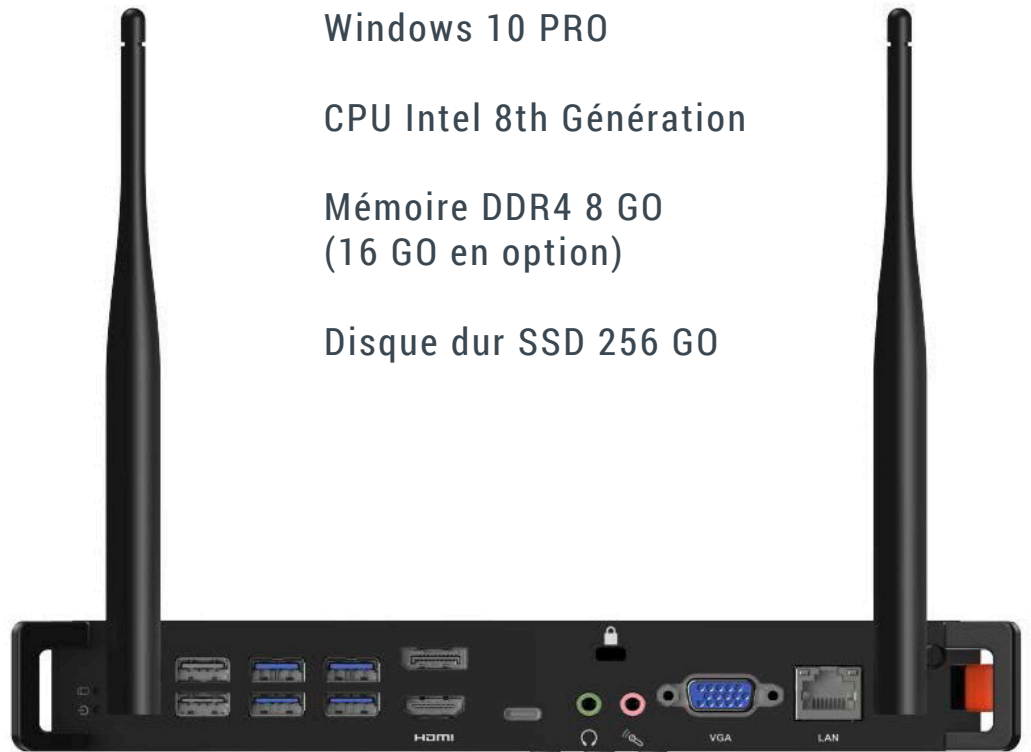 Windows 10 PRO
CPU Intel 8th Génération
Mémoire DDR4 8 GO
(16 GO en option)
Disque dur SSD 256 GO
HDMI
VGA
LAN